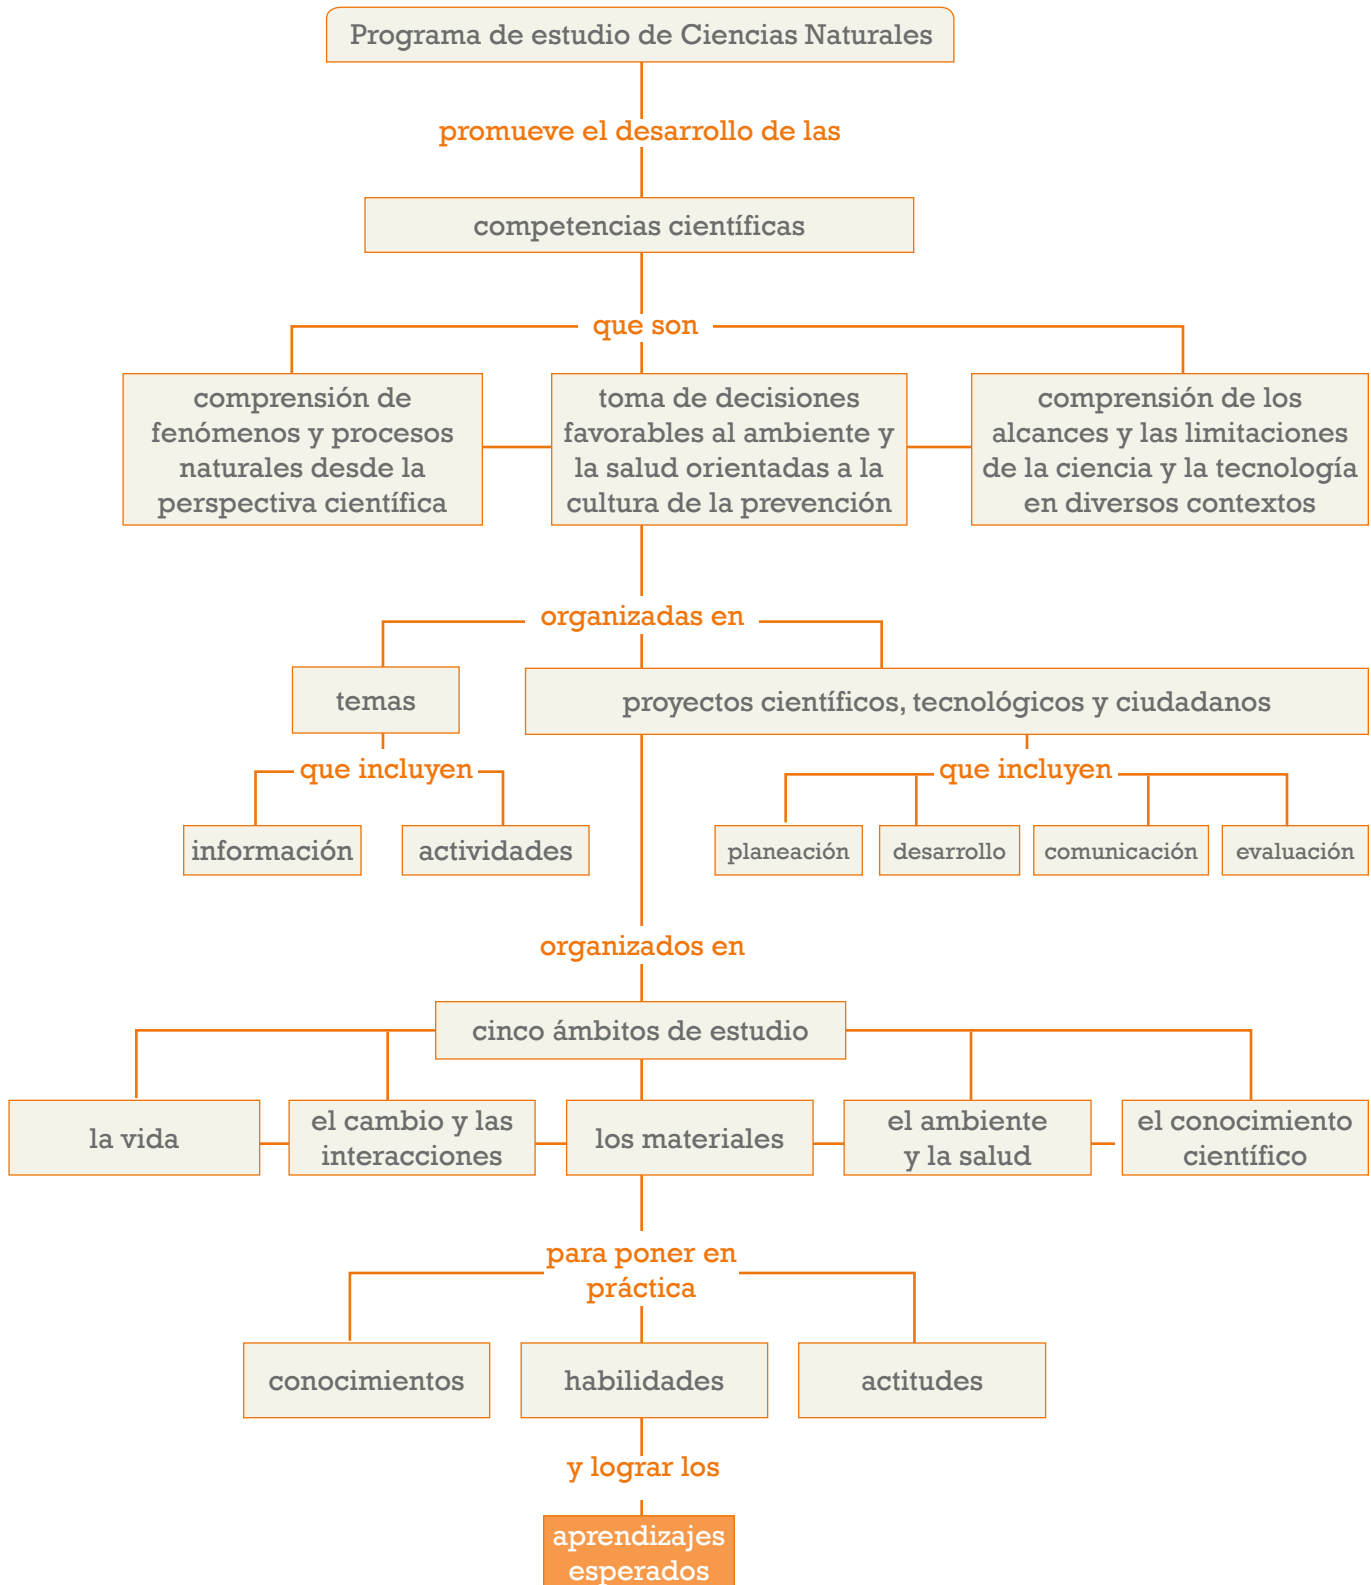 Programa de estudio de Ciencias Naturales
promueve el desarrollo de las
competencias científicas
que son
comprensión de
fenómenos y procesos
naturales desde la
perspectiva científica
toma de decisiones
favorables al ambiente y
la salud orientadas a la
cultura de la prevención
comprensión de los
alcances y las limitaciones
de la ciencia y la tecnología
en diversos contextos
organizadas en
temas
proyectos científicos, tecnológicos y ciudadanos
que incluyen
información
actividades
que incluyen
planeación
desarrollo
comunicación
evaluación
organizados en
cinco ámbitos de estudio
la vida
el cambio y las
interacciones
los materiales
el ambiente
y la salud
el conocimiento
científico
para poner en
práctica
conocimientos
habilidades
actitudes
y lograr los
aprendizajes
esperados